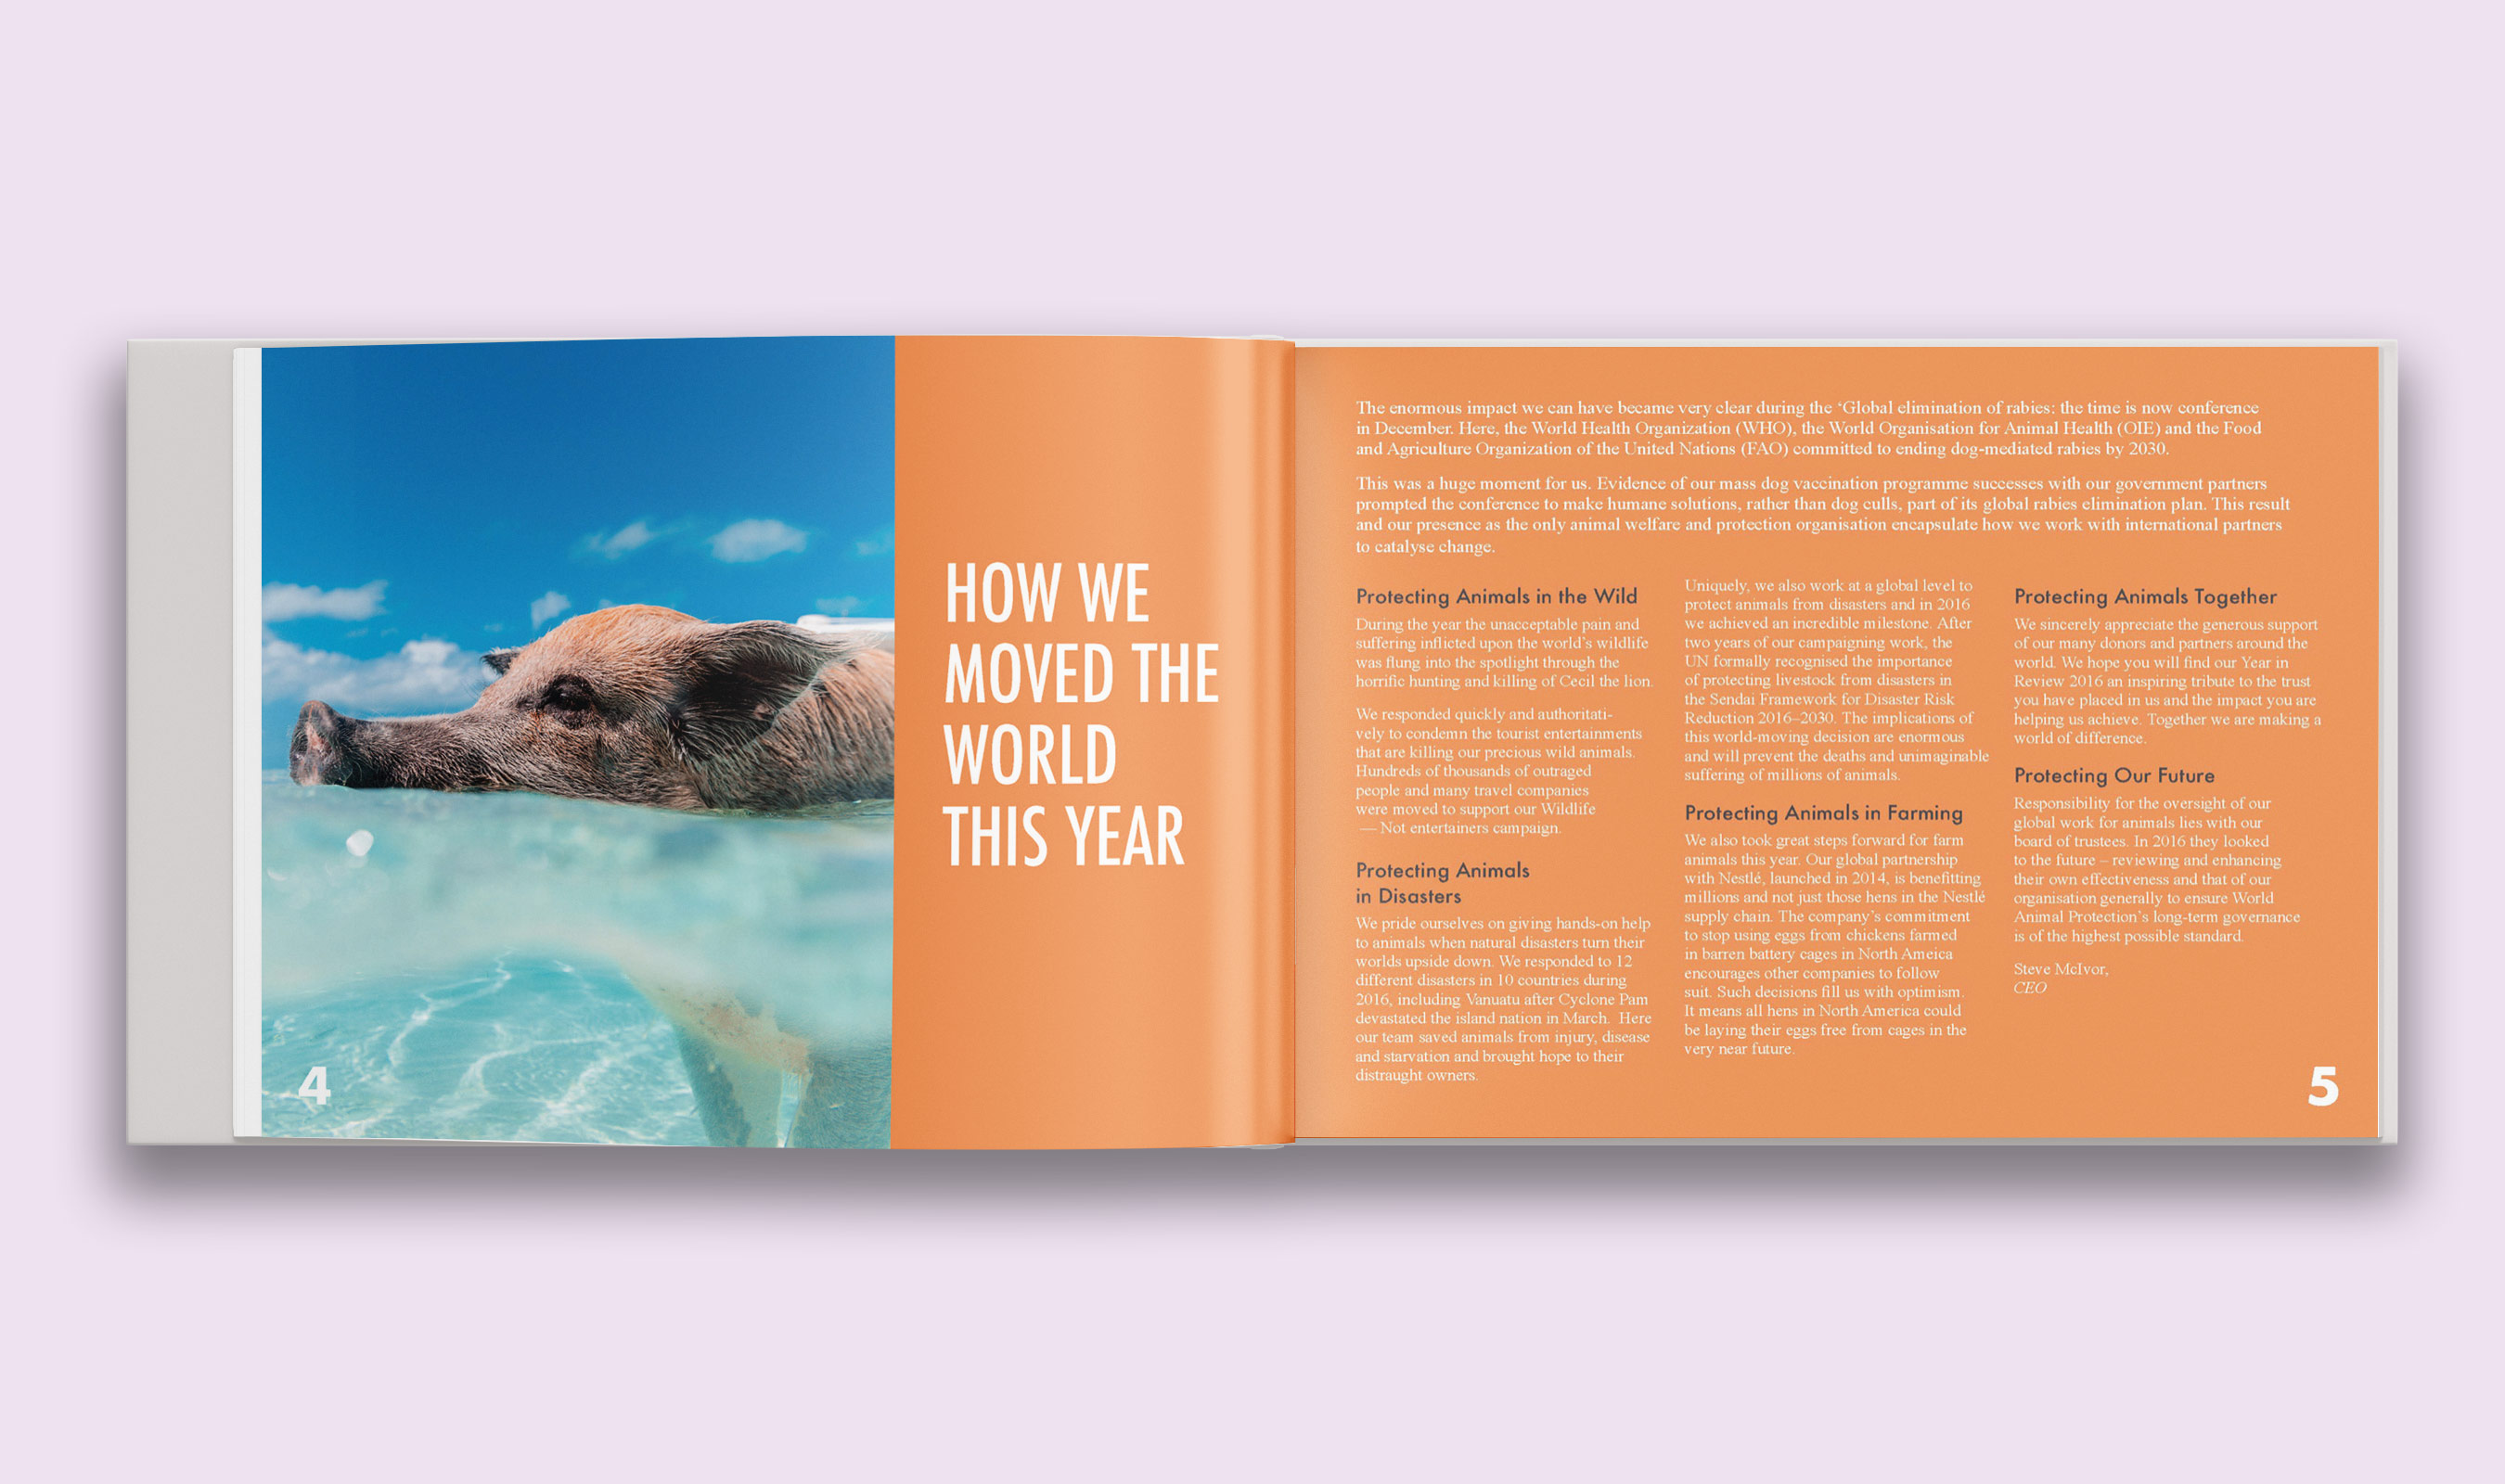 HOW WE
MOVED THE
WORLD
THIS YEAR
4
The enormous impact we can have became very clear during the ‘Global elimination of rabies: the time is now conference
in December. Here, the World Health Organization (WHO), the World Organisation for Animal Health (OIE) and the Food
and Agriculture Organization of the United Nations (FAO) committed to ending dog-mediated rabies by 2030.
This was a huge moment for us. Evidence of our mass dog vaccination programme successes with our government partners
prompted the conference to make humane solutions, rather than dog culls, part of its global rabies elimination plan. This result
and our presence as the only animal welfare and protection organisation encapsulate how we work with international partners
to catalyse change.
Protecting Animals in the Wild
During the year the unacceptable pain and
suffering inflicted upon the world’s wildlife
was flung into the spotlight through the
horrific hunting and killing of Cecil the lion.
We responded quickly and authoritati-
vely to condemn the tourist entertainments
that are killing our precious wild animals.
Hundreds of thousands of outraged
people and many travel companies
were moved to support our Wildlife
— Not entertainers campaign.
Protecting Animals
in Disasters
We pride ourselves on giving hands-on help
to animals when natural disasters turn their
worlds upside down. We responded to 12
different disasters in 10 countries during
2016, including Vanuatu after Cyclone Pam
devastated the island nation in March. Here
our team saved animals from injury, disease
and starvation and brought hope to their
distraught owners.
Uniquely, we also work at a global level to
protect animals from disasters and in 2016
we achieved an incredible milestone. After
two years of our campaigning work, the
UN formally recognised the importance
of protecting livestock from disasters in
the Sendai Framework for Disaster Risk
Reduction 2016–2030. The implications of
this world-moving decision are enormous
and will prevent the deaths and unimaginable
suffering of millions of animals.
Protecting Animals in Farming
We also took great steps forward for farm
animals this year. Our global partnership
with Nestlé, launched in 2014, is benefitting
millions and not just those hens in the Nestlé
supply chain. The company’s commitment
to stop using eggs from chickens farmed
in barren battery cages in North Ameica
encourages other companies to follow
suit. Such decisions fill us with optimism.
It means all hens in North America could
be laying their eggs free from cages in the
very near future.
Protecting Animals Together
We sincerely appreciate the generous support
of our many donors and partners around the
world. We hope you will find our Year in
Review 2016 an inspiring tribute to the trust
you have placed in us and the impact you are
helping us achieve. Together we are making a
world of difference.
Protecting Our Future
Responsibility for the oversight of our
global work for animals lies with our
board of trustees. In 2016 they looked
to the future – reviewing and enhancing
their own effectiveness and that of our
organisation generally to ensure World
Animal Protection’s long-term governance
is of the highest possible standard.
Steve McIvor,
CEO
5